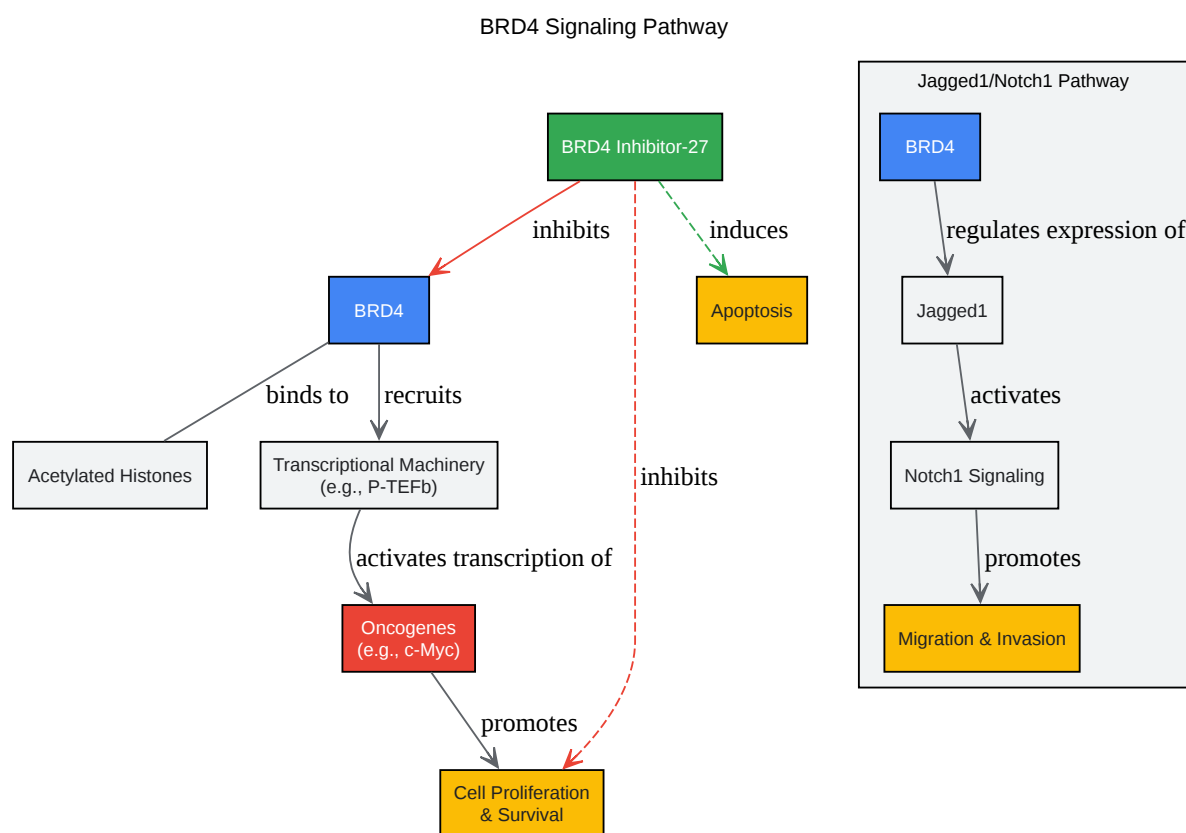 BRD4 Signaling Pathway
Jagged1/Notch1 Pathway
BRD4 Inhibitor-27
BRD4
inhibits
induces
regulates expression of
BRD4
Apoptosis
Jagged1
binds to
recruits
activates
Acetylated Histones
Transcriptional Machinery
(e.g., P-TEFb)
inhibits
Notch1 Signaling
activates transcription of
promotes
Oncogenes
(e.g., c-Myc)
Migration & Invasion
promotes
Cell Proliferation
& Survival